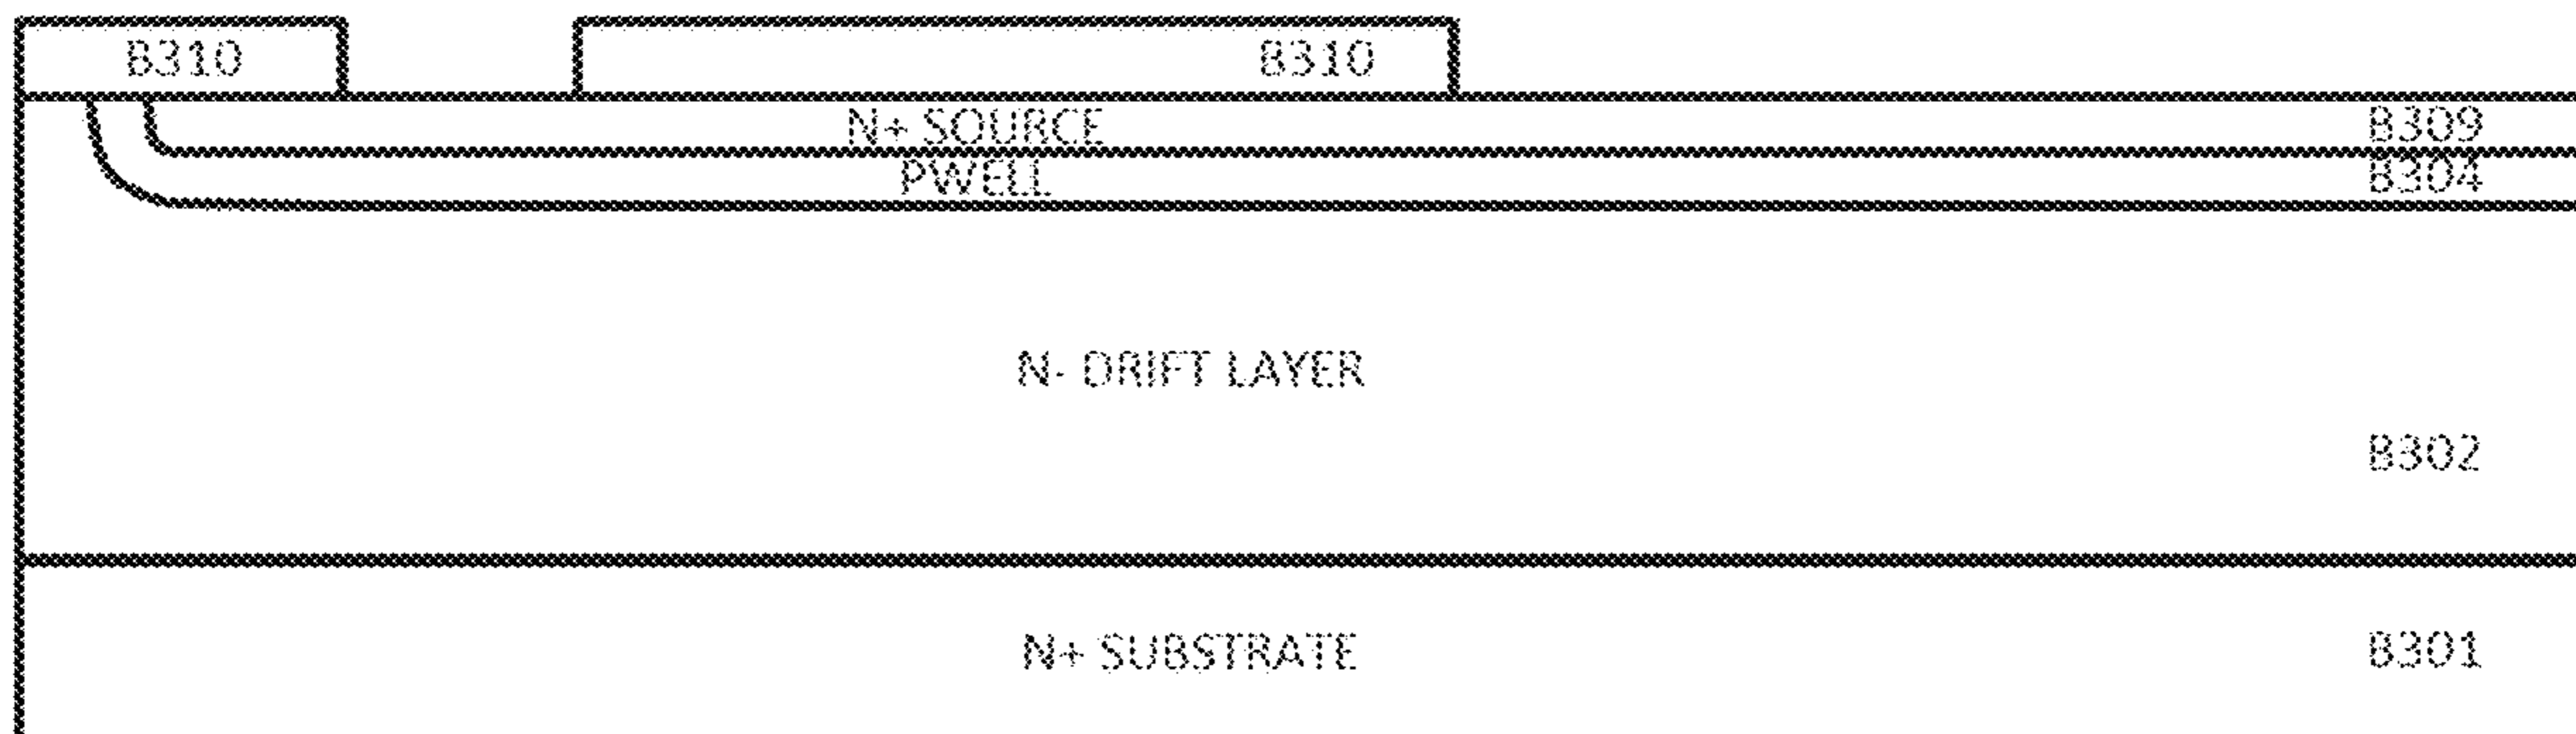 B310 B310
N+ SOURCE B309
PWELL B304
N- DRIFT LAYER
B302
N+ SUBSTRATE B301